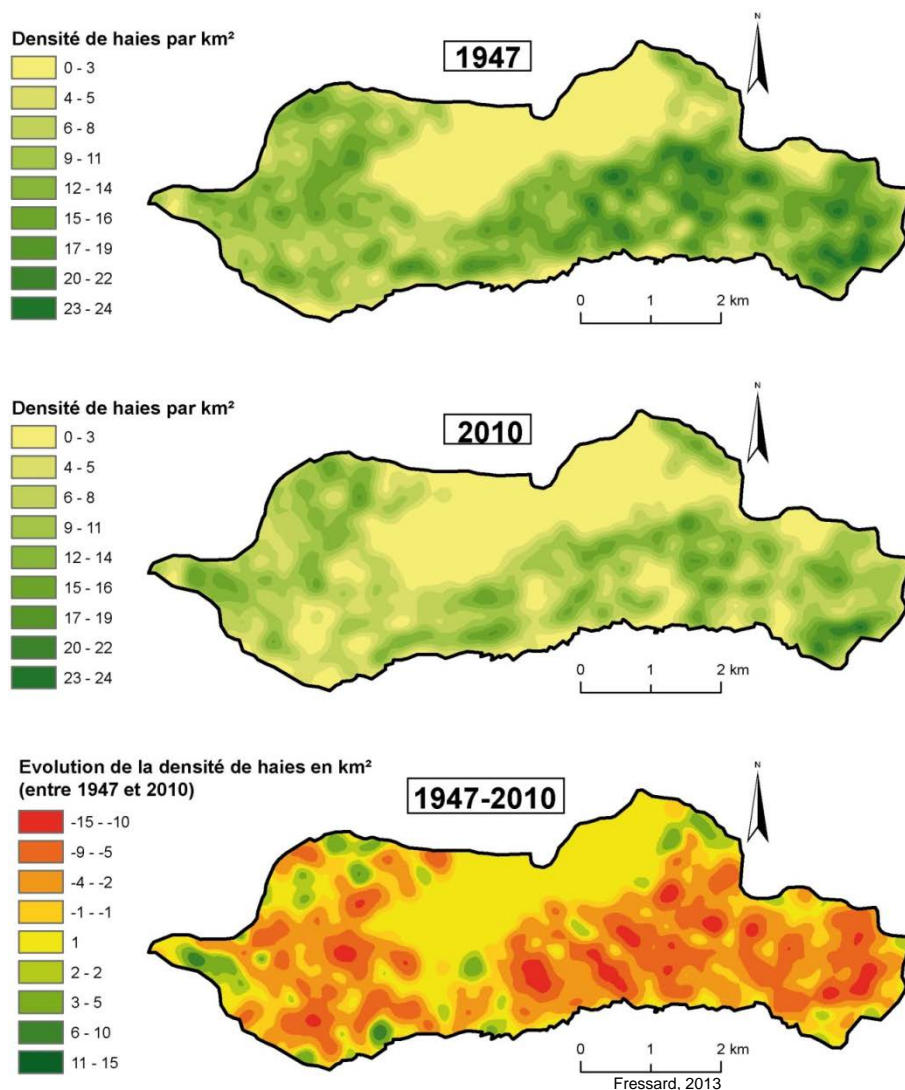 Densité de haies par km²
1947
N
0 - 3
4 - 5
6 - 8
9 - 11
12 - 14
15 - 16
17 - 19
20 - 22
23 - 24
0 1 2 km
Densité de haies par km²
2010
N
0 - 3
4 - 5
6 - 8
9 - 11
12 - 14
15 - 16
17 - 19
20 - 22
23 - 24
0 1 2 km
Evolution de la densité de haies en km²
(entre 1947 et 2010)
1947-2010
N
-15 - -10
-9 - -5
-4 - -2
-1 - -1
1
2 - 2
3 - 5
6 - 10
11 - 15
0 1 2 km
Fressard, 2013